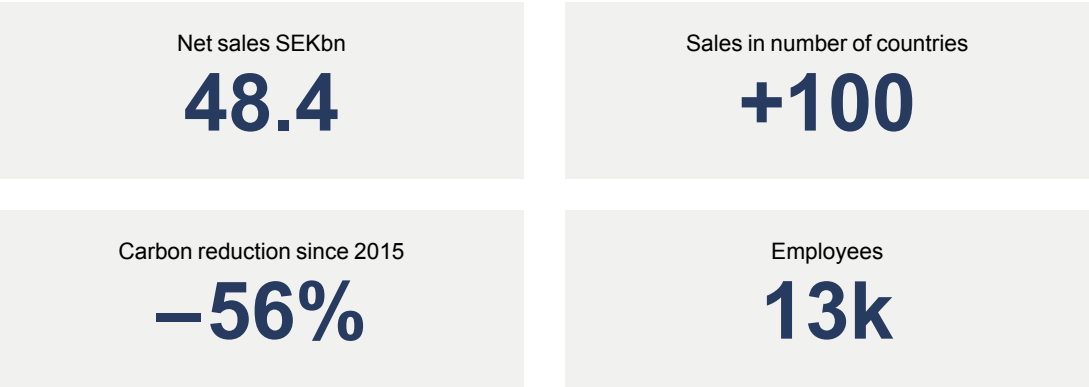 Net sales SEKbn
48.4
Sales in number of countries
+100
Carbon reduction since 2015
–56%
Employees
13k